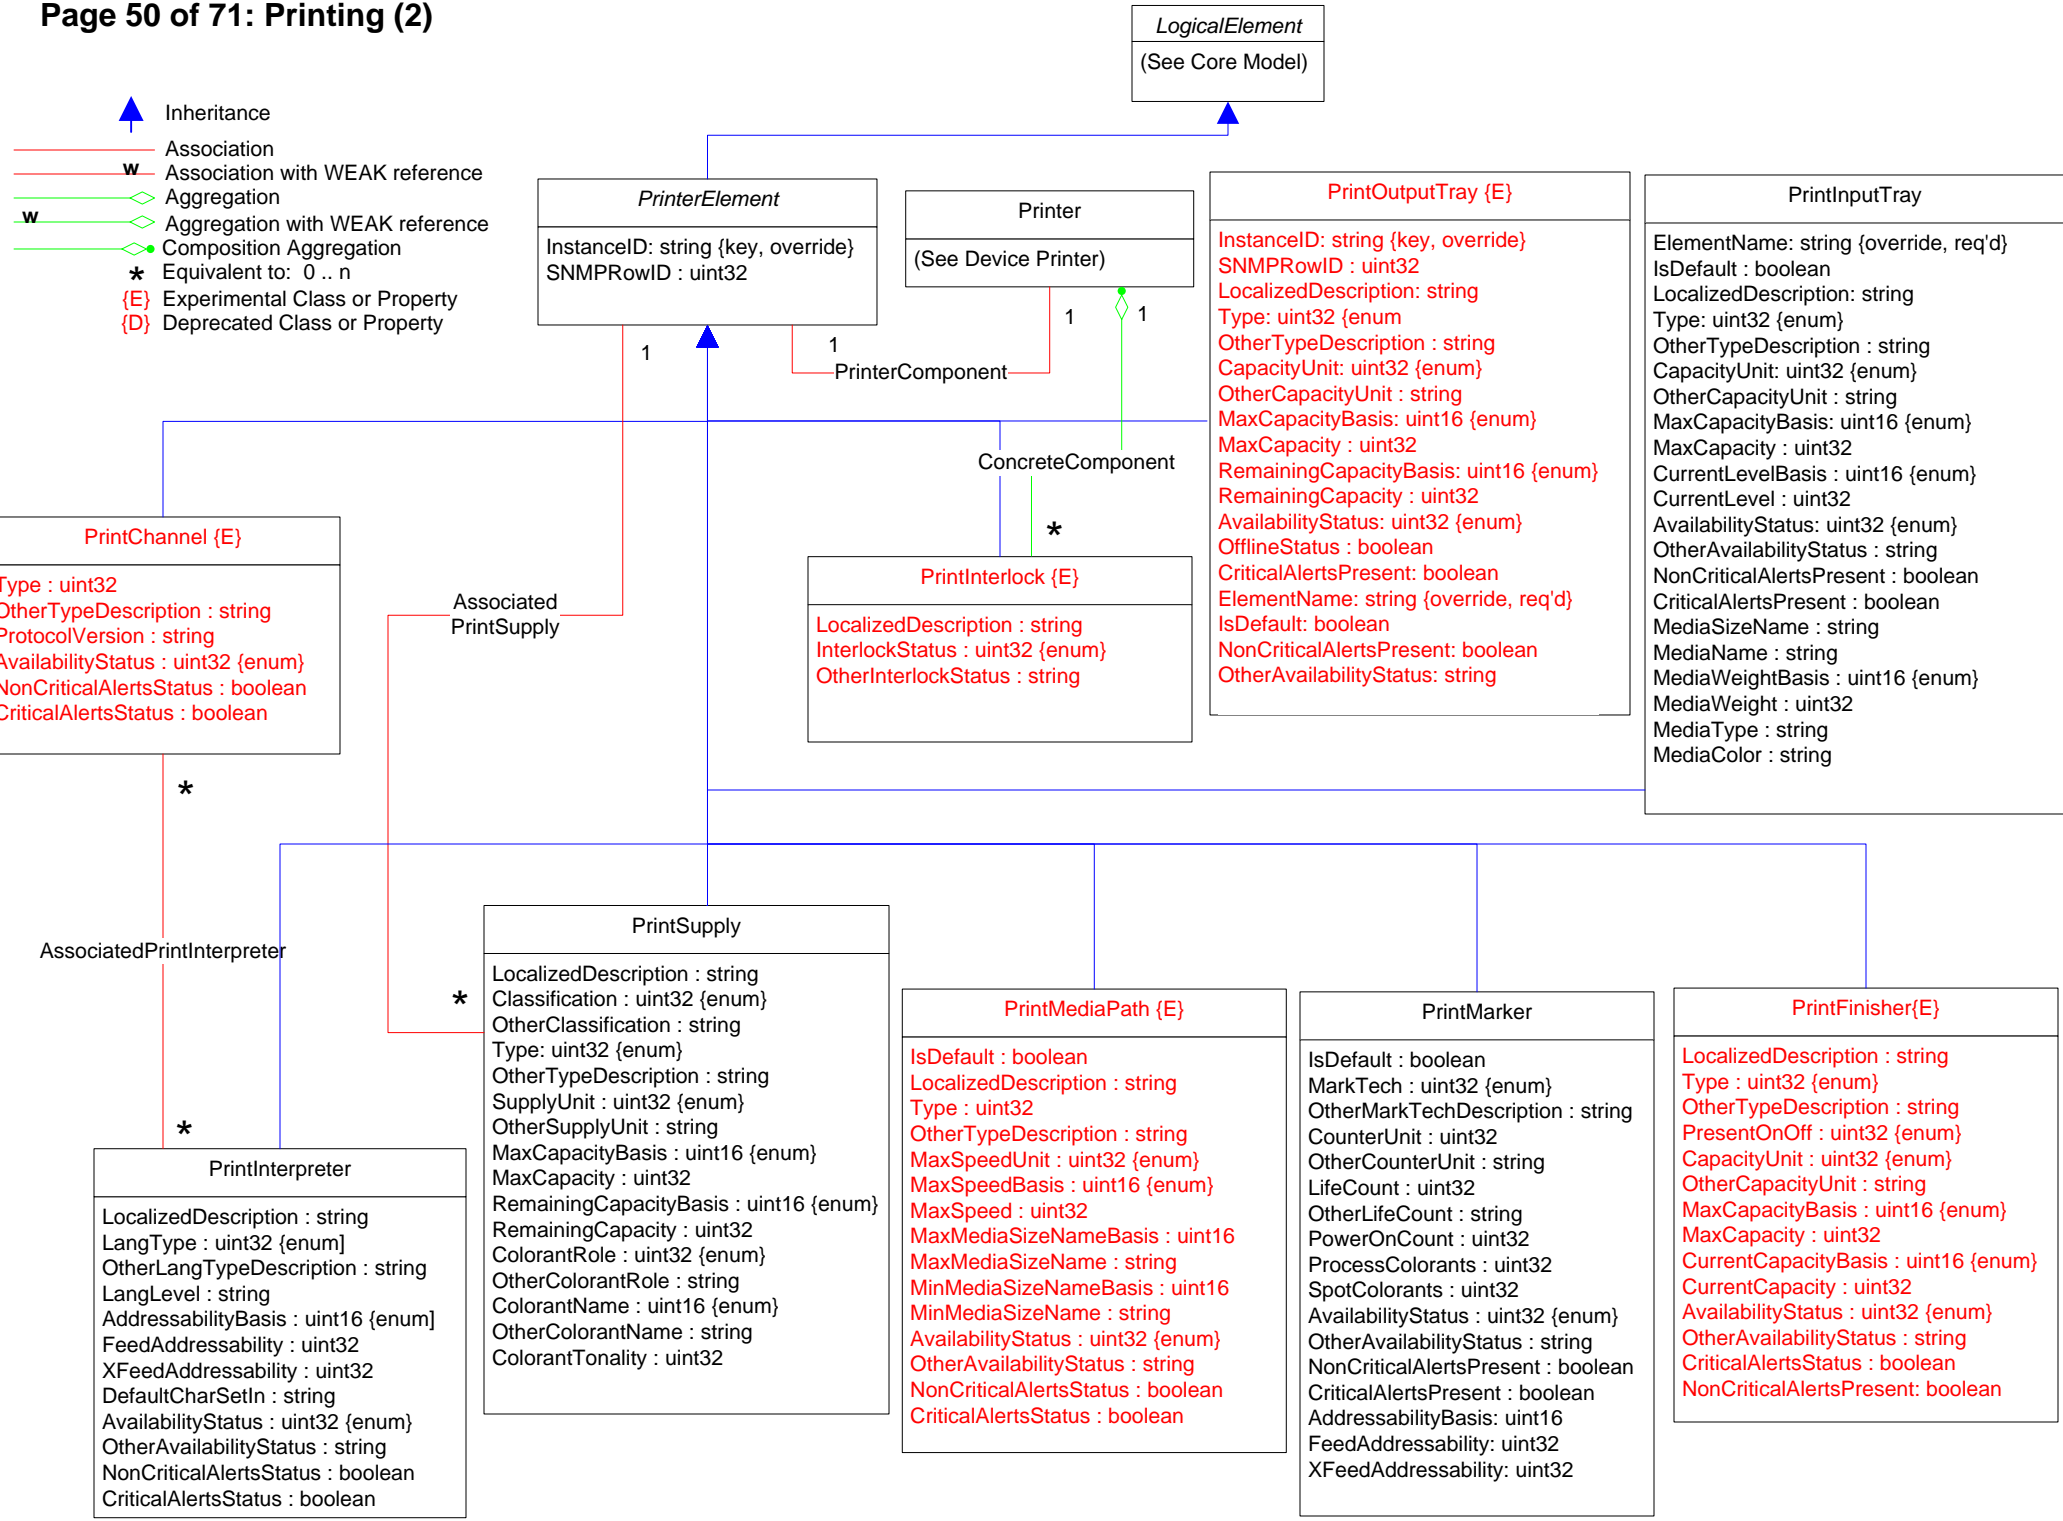 Page 50 of 71: Printing (2)
Inheritance
Association
w Association with WEAK reference
Aggregation
w Aggregation with WEAK reference
Composition Aggregation
* Equivalent to: 0 .. n
{E} Experimental Class or Property
{D} Deprecated Class or Property
LogicalElement
(See Core Model)
PrinterElement
InstanceID: string {key, override}
SNMPRowID : uint32
Printer
(See Device Printer)
1
1
1
1
PrinterComponent
ConcreteComponent
*
PrintOutputTray {E}
InstanceID: string {key, override}
SNMPRowID : uint32
LocalizedDescription: string
Type: uint32 {enum
OtherTypeDescription : string
CapacityUnit: uint32 {enum}
OtherCapacityUnit : string
MaxCapacityBasis: uint16 {enum}
MaxCapacity : uint32
RemainingCapacityBasis: uint16 {enum}
RemainingCapacity : uint32
AvailabilityStatus: uint32 {enum}
OfflineStatus : boolean
CriticalAlertsPresent: boolean
ElementName: string {override, req'd}
IsDefault: boolean
NonCriticalAlertsPresent: boolean
OtherAvailabilityStatus: string
PrintInputTray
ElementName: string {override, req'd}
IsDefault : boolean
LocalizedDescription: string
Type: uint32 {enum}
OtherTypeDescription : string
CapacityUnit: uint32 {enum}
OtherCapacityUnit : string
MaxCapacityBasis: uint16 {enum}
MaxCapacity : uint32
CurrentLevelBasis : uint16 {enum}
CurrentLevel : uint32
AvailabilityStatus: uint32 {enum}
OtherAvailabilityStatus : string
NonCriticalAlertsPresent : boolean
CriticalAlertsPresent : boolean
MediaSizeName : string
MediaName : string
MediaWeightBasis : uint16 {enum}
MediaWeight : uint32
MediaType : string
MediaColor : string
PrintChannel {E}
Type : uint32
OtherTypeDescription : string
ProtocolVersion : string
AvailabilityStatus : uint32 {enum}
NonCriticalAlertsStatus : boolean
CriticalAlertsStatus : boolean
*
Associated
PrintSupply
PrintInterlock {E}
LocalizedDescription : string
InterlockStatus : uint32 {enum}
OtherInterlockStatus : string
AssociatedPrintInterpreter
*
*
PrintInterpreter
LocalizedDescription : string
LangType : uint32 {enum]
OtherLangTypeDescription : string
LangLevel : string
AddressabilityBasis : uint16 {enum]
FeedAddressability : uint32
XFeedAddressability : uint32
DefaultCharSetIn : string
AvailabilityStatus : uint32 {enum}
OtherAvailabilityStatus : string
NonCriticalAlertsStatus : boolean
CriticalAlertsStatus : boolean
PrintSupply
LocalizedDescription : string
Classification : uint32 {enum}
OtherClassification : string
Type: uint32 {enum}
OtherTypeDescription : string
SupplyUnit : uint32 {enum}
OtherSupplyUnit : string
MaxCapacityBasis : uint16 {enum}
MaxCapacity : uint32
RemainingCapacityBasis : uint16 {enum}
RemainingCapacity : uint32
ColorantRole : uint32 {enum}
OtherColorantRole : string
ColorantName : uint16 {enum}
OtherColorantName : string
ColorantTonality : uint32
PrintMediaPath {E}
IsDefault : boolean
LocalizedDescription : string
Type : uint32
OtherTypeDescription : string
MaxSpeedUnit : uint32 {enum}
MaxSpeedBasis : uint16 {enum}
MaxSpeed : uint32
MaxMediaSizeNameBasis : uint16
MaxMediaSizeName : string
MinMediaSizeNameBasis : uint16
MinMediaSizeName : string
AvailabilityStatus : uint32 {enum}
OtherAvailabilityStatus : string
NonCriticalAlertsStatus : boolean
CriticalAlertsStatus : boolean
PrintMarker
IsDefault : boolean
MarkTech : uint32 {enum}
OtherMarkTechDescription : string
CounterUnit : uint32
OtherCounterUnit : string
LifeCount : uint32
OtherLifeCount : string
PowerOnCount : uint32
ProcessColorants : uint32
SpotColorants : uint32
AvailabilityStatus : uint32 {enum}
OtherAvailabilityStatus : string
NonCriticalAlertsPresent : boolean
CriticalAlertsPresent : boolean
AddressabilityBasis: uint16
FeedAddressability: uint32
XFeedAddressability: uint32
PrintFinisher{E}
LocalizedDescription : string
Type : uint32 {enum}
OtherTypeDescription : string
PresentOnOff : uint32 {enum}
CapacityUnit : uint32 {enum}
OtherCapacityUnit : string
MaxCapacityBasis : uint16 {enum}
MaxCapacity : uint32
CurrentCapacityBasis : uint16 {enum}
CurrentCapacity : uint32
AvailabilityStatus : uint32 {enum}
OtherAvailabilityStatus : string
CriticalAlertsStatus : boolean
NonCriticalAlertsPresent: boolean